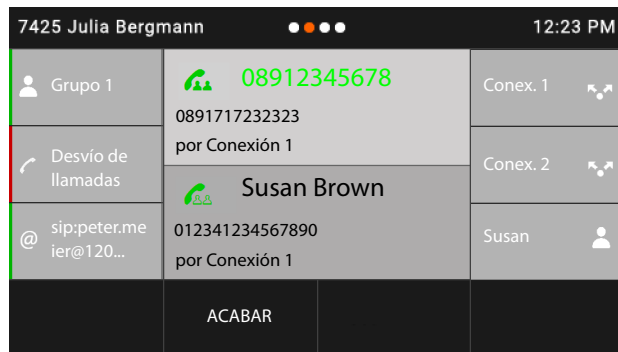 7425 Julia Bergmann
12:23 PM
Grupo 1
Desvío de
llamadas
@
sip:peter.me
ier@120...
08912345678
0891717232323
por Conexión 1
Susan Brown
012341234567890
por Conexión 1
Conex. 1
Conex. 2
Susan
ACABAR